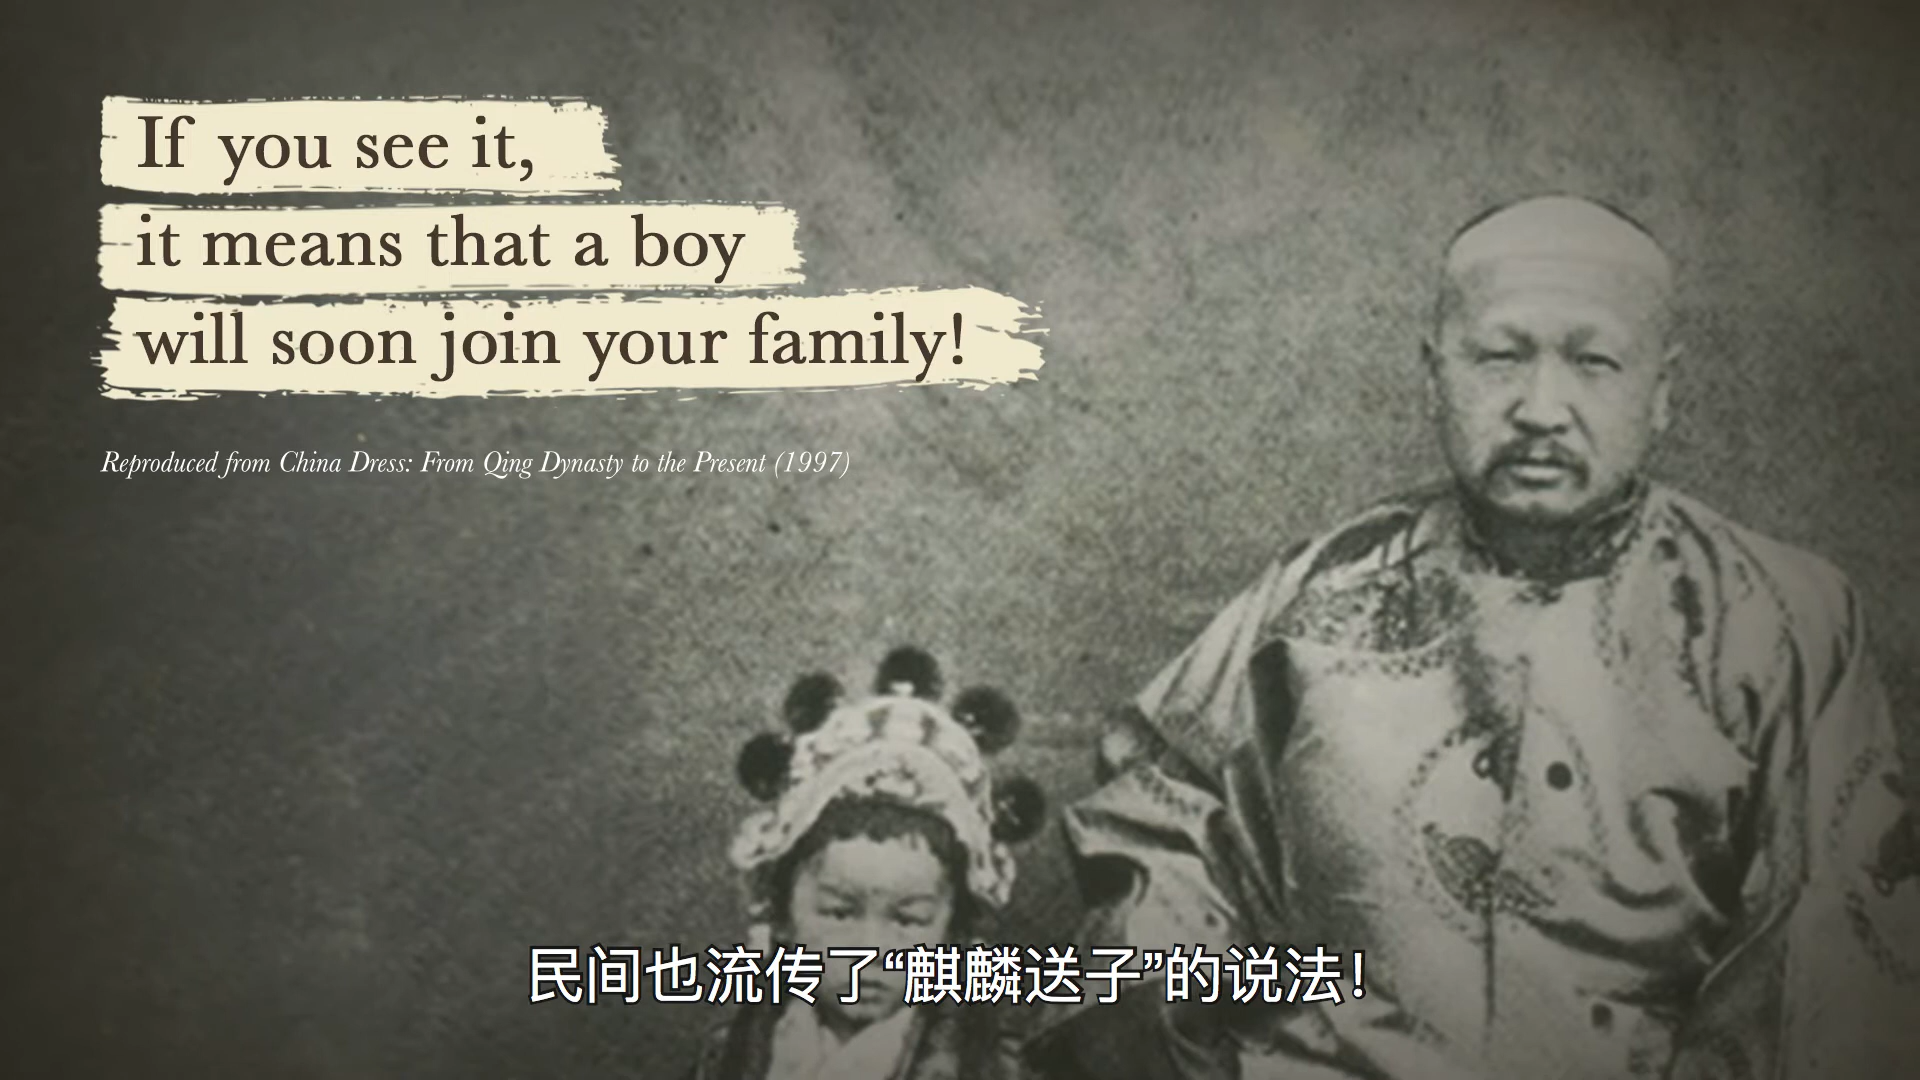 If you see it,
it means that a boy
will soon join your family!
Reproduced from China Dress: From Qing Dynasty to the Present (1997)
民间也流传了“麒麟送子”的说法！